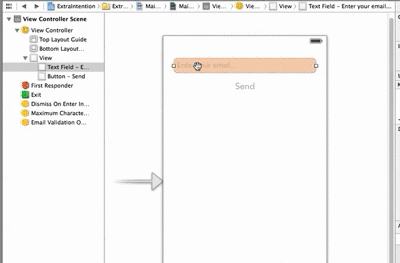 ExtraIntention
Extr...
Mai...
Mai...
Vie...
Vi...
View
Text Field – Enter your email...
View Controller Scene
View Controller
Top Layout Guide
Bottom Layout...
View
Text Field – E...
Button – Send
First Responder
Exit
Dismiss On Enter In...
Maximum Characte...
Email Validation O...
Enter your email...
Send